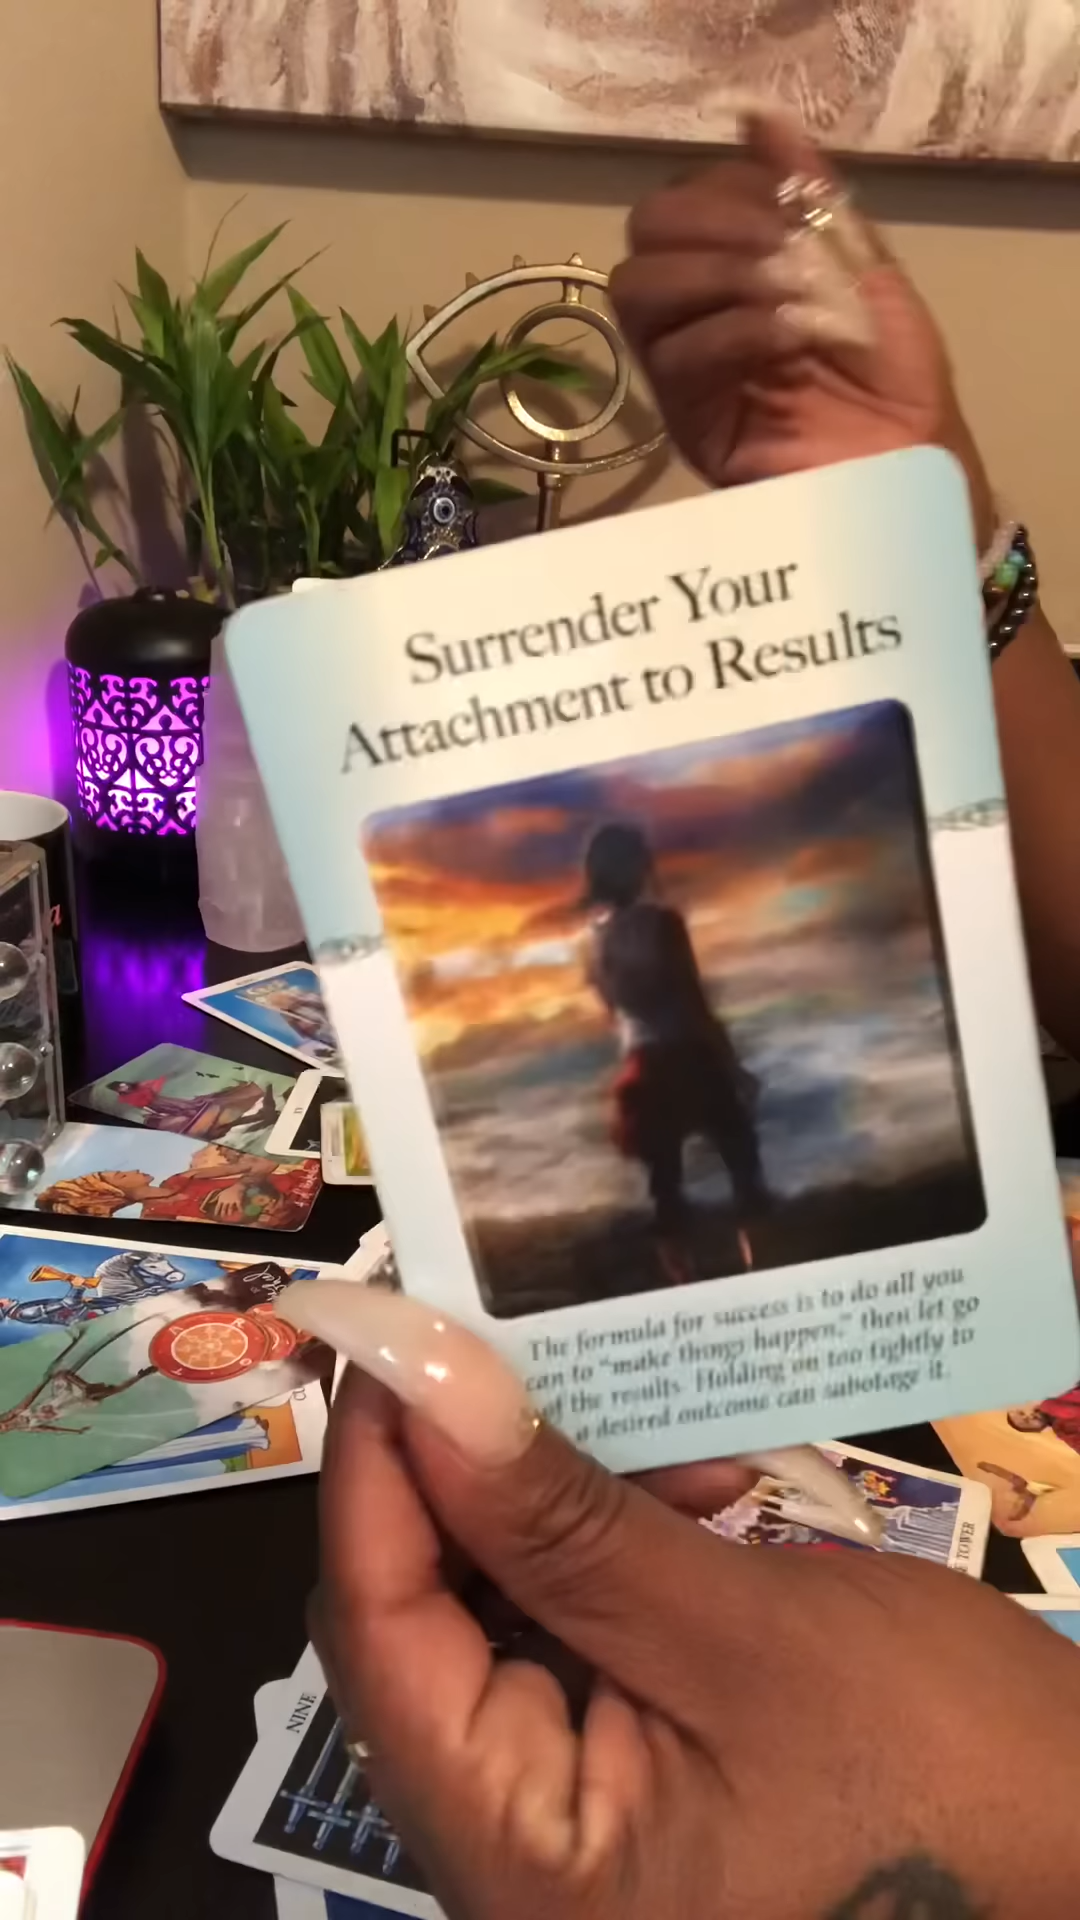 Surrender Your
Attachment to Results
The formula for success is to do all you
can to "make things happen," then let go
of the results. Holding on too tightly to
a desired outcome can sabotage it.
TOWER
NINE